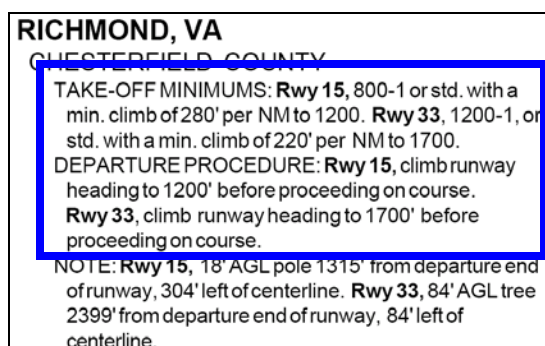 RICHMOND, VA
CHESTERFIELD COUNTY
TAKE-OFF MINIMUMS: Rwy 15, 800-1 or std. with a
min. climb of 280' per NM to 1200. Rwy 33, 1200-1, or
std. with a min. climb of 220' per NM to 1700.
DEPARTURE PROCEDURE: Rwy 15, climb runway
heading to 1200' before proceeding on course.
Rwy 33, climb runway heading to 1700' before
proceeding on course.
NOTE: Rwy 15, 18' AGL pole 1315' from departure end
of runway, 304' left of centerline. Rwy 33, 84' AGL tree
2399' from departure end of runway, 84' left of
centerline.